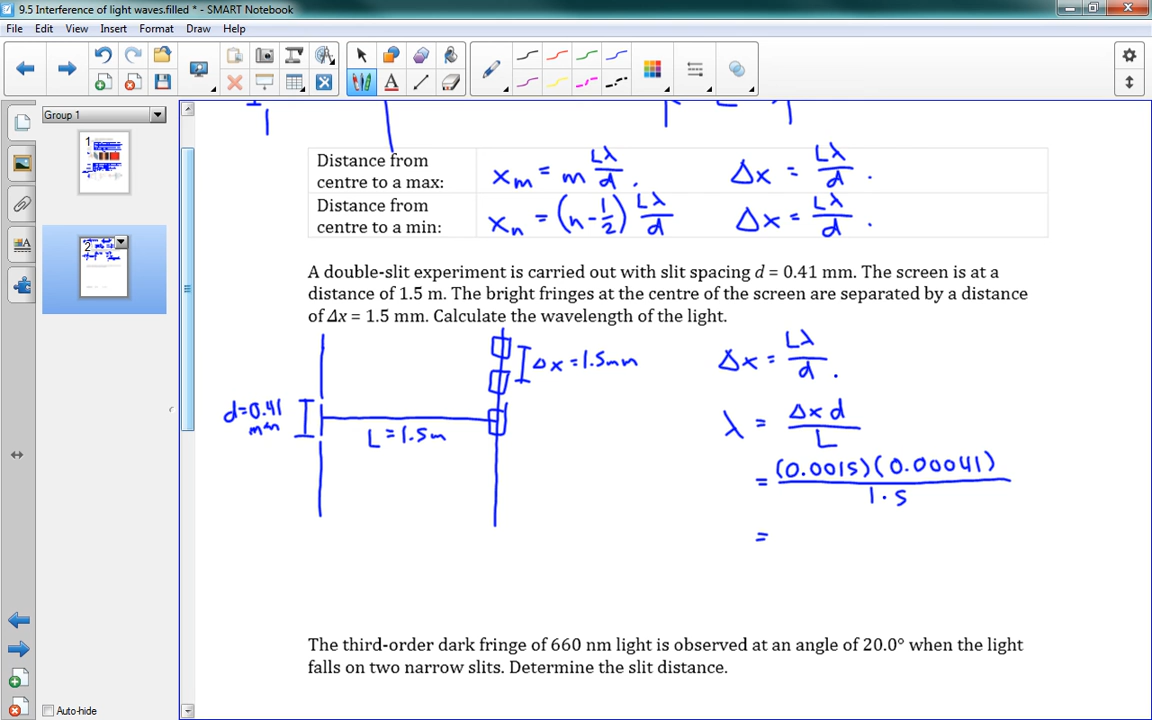 9.5 Interference of light waves.filled * - SMART Notebook
File Edit View Insert Format Draw Help
Group 1
1
2
Distance from
centre to a max:
xm = m Lλ/d .
Δx = Lλ/d .
Distance from
centre to a min:
xn = (n - 1/2) Lλ/d
Δx = Lλ/d .
A double-slit experiment is carried out with slit spacing d = 0.41 mm. The screen is at a
distance of 1.5 m. The bright fringes at the centre of the screen are separated by a distance
of Δx = 1.5 mm. Calculate the wavelength of the light.
Δx = 1.5mm
d = 0.41
mm
L = 1.5m
Δx = Lλ/d .
λ = Δx d / L
= (0.0015)(0.00041) / 1.5
=
The third-order dark fringe of 660 nm light is observed at an angle of 20.0° when the light
falls on two narrow slits. Determine the slit distance.
Auto-hide